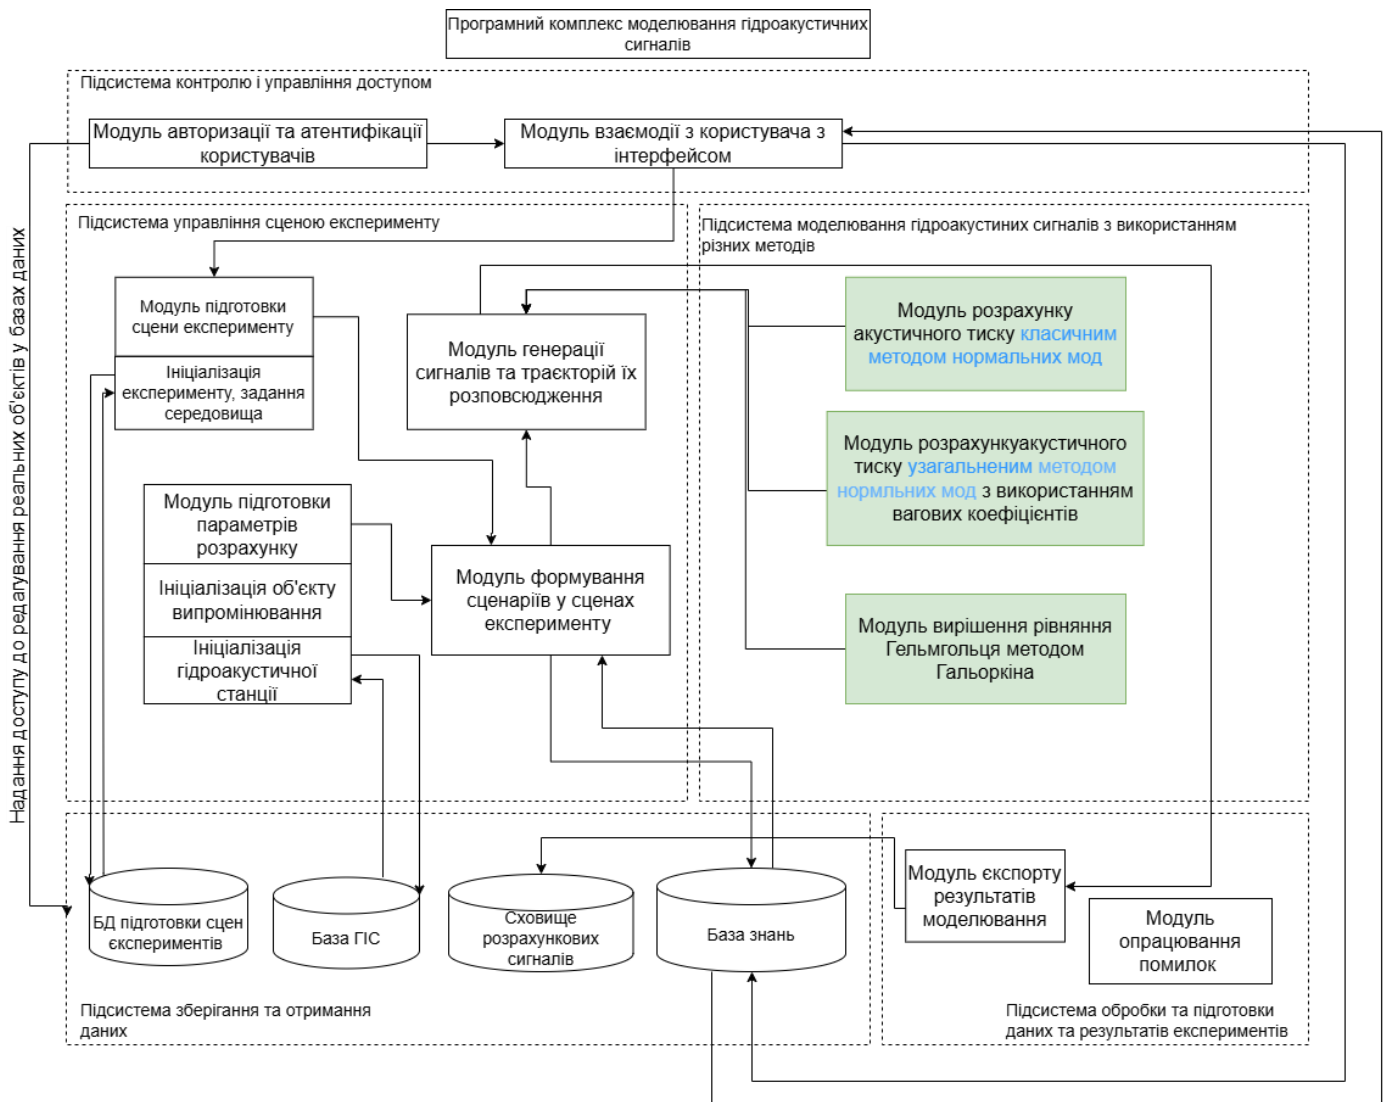 Програмний комплекс моделювання гідроакустичних
сигналів
Підсистема контролю і управління доступом
Модуль авторизації та атентифікації
користувачів
Модуль взаємодії з користувача з
інтерфейсом
Надання доступу до редагування реальних об'єктів у базах даних
Підсистема управління сценою експерименту
Модуль підготовки
сцени експерименту
Ініціалізація
експерименту, задання
середовища
Модуль генерації
сигналів та траєкторій їх
розповсюдження
Модуль підготовки
параметрів
розрахунку
Ініціалізація об'єкту
випромінювання
Ініціалізація
гідроакустичної
станції
Модуль формування
сценаріїв у сценах
експерименту
Підсистема моделювання гідроакустиних сигналів з використанням
різних методів
Модуль розрахунку
акустичного тиску класичним
методом нормальних мод
Модуль розрахункуакустичного
тиску узагальненим методом
нормльних мод з використанням
вагових коефіцієнтів
Модуль вирішення рівняння
Гельмгольця методом
Гальоркіна
БД підготовки сцен
єкспериментів
База ГІС
Сховище
розрахункових
сигналів
База знань
Підсистема зберігання та отримання
даних
Модуль єкспорту
результатів
моделювання
Модуль
опрацювання
помилок
Підсистема обробки та підготовки
даних та результатів експериментів